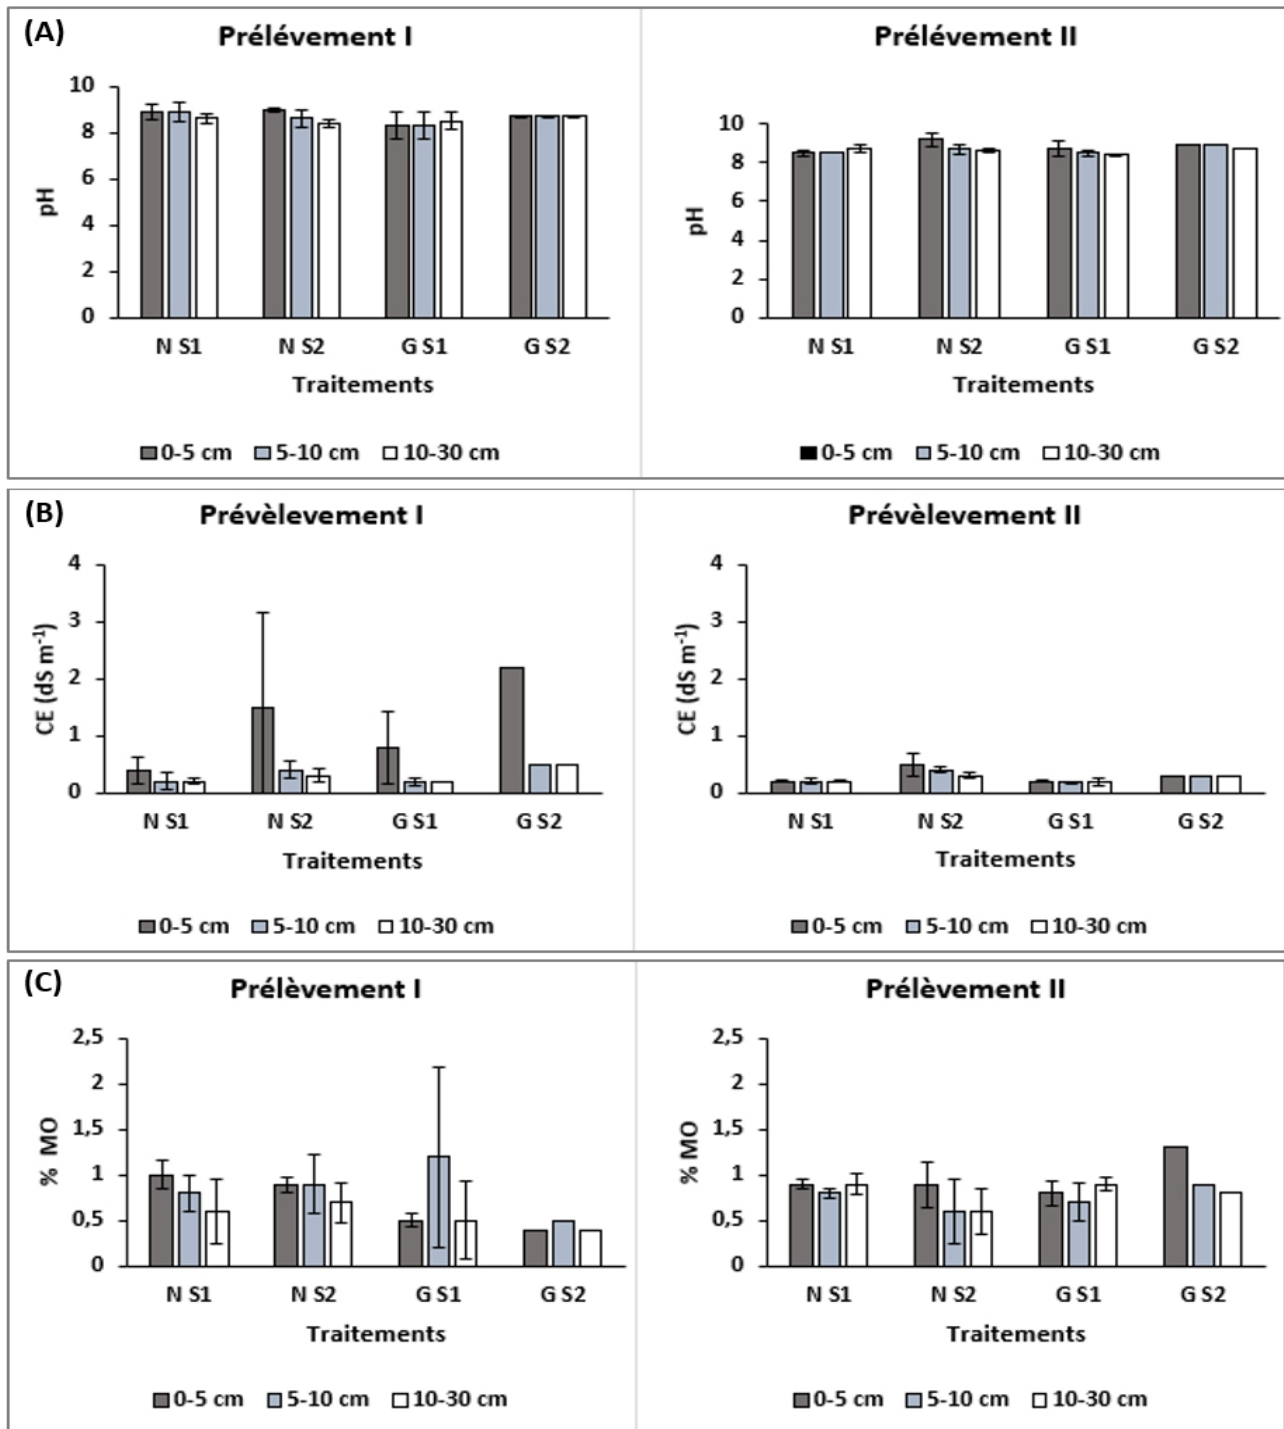 (A)
Prélévement I
Prélévement II
10
8
6
4
2
0
pH
N S1 N S2 G S1 G S2
Traitements
0-5 cm 5-10 cm 10-30 cm
10
8
6
4
2
0
pH
N S1 N S2 G S1 G S2
Traitements
0-5 cm 5-10 cm 10-30 cm
(B)
Prévèlevement I
Prévèlevement II
4
3
2
1
0
CE (dS m⁻¹)
N S1 N S2 G S1 G S2
Traitements
0-5 cm 5-10 cm 10-30 cm
4
3
2
1
0
CE (dS m⁻¹)
N S1 N S2 G S1 G S2
Traitements
0-5 cm 5-10 cm 10-30 cm
(C)
Prélèvement I
Prélèvement II
2,5
2
1,5
1
0,5
0
% MO
N S1 N S2 G S1 G S2
Traitements
0-5 cm 5-10 cm 10-30 cm
2,5
2
1,5
1
0,5
0
% MO
N S1 N S2 G S1 G S2
Traitements
0-5 cm 5-10 cm 10-30 cm